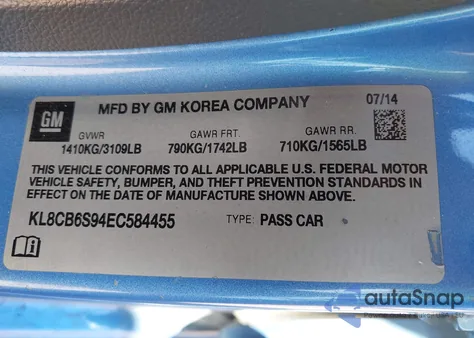 GM
MFD BY GM KOREA COMPANY 07/14
GVWR GAWR FRT. GAWR RR.
1410KG/3109LB 790KG/1742LB 710KG/1565LB
THIS VEHICLE CONFORMS TO ALL APPLICABLE U.S. FEDERAL MOTOR
VEHICLE SAFETY, BUMPER, AND THEFT PREVENTION STANDARDS IN
EFFECT ON THE DATE OF MANUFACTURE SHOWN ABOVE.
KL8CB6S94EC584455 TYPE: PASS CAR
autoSnap